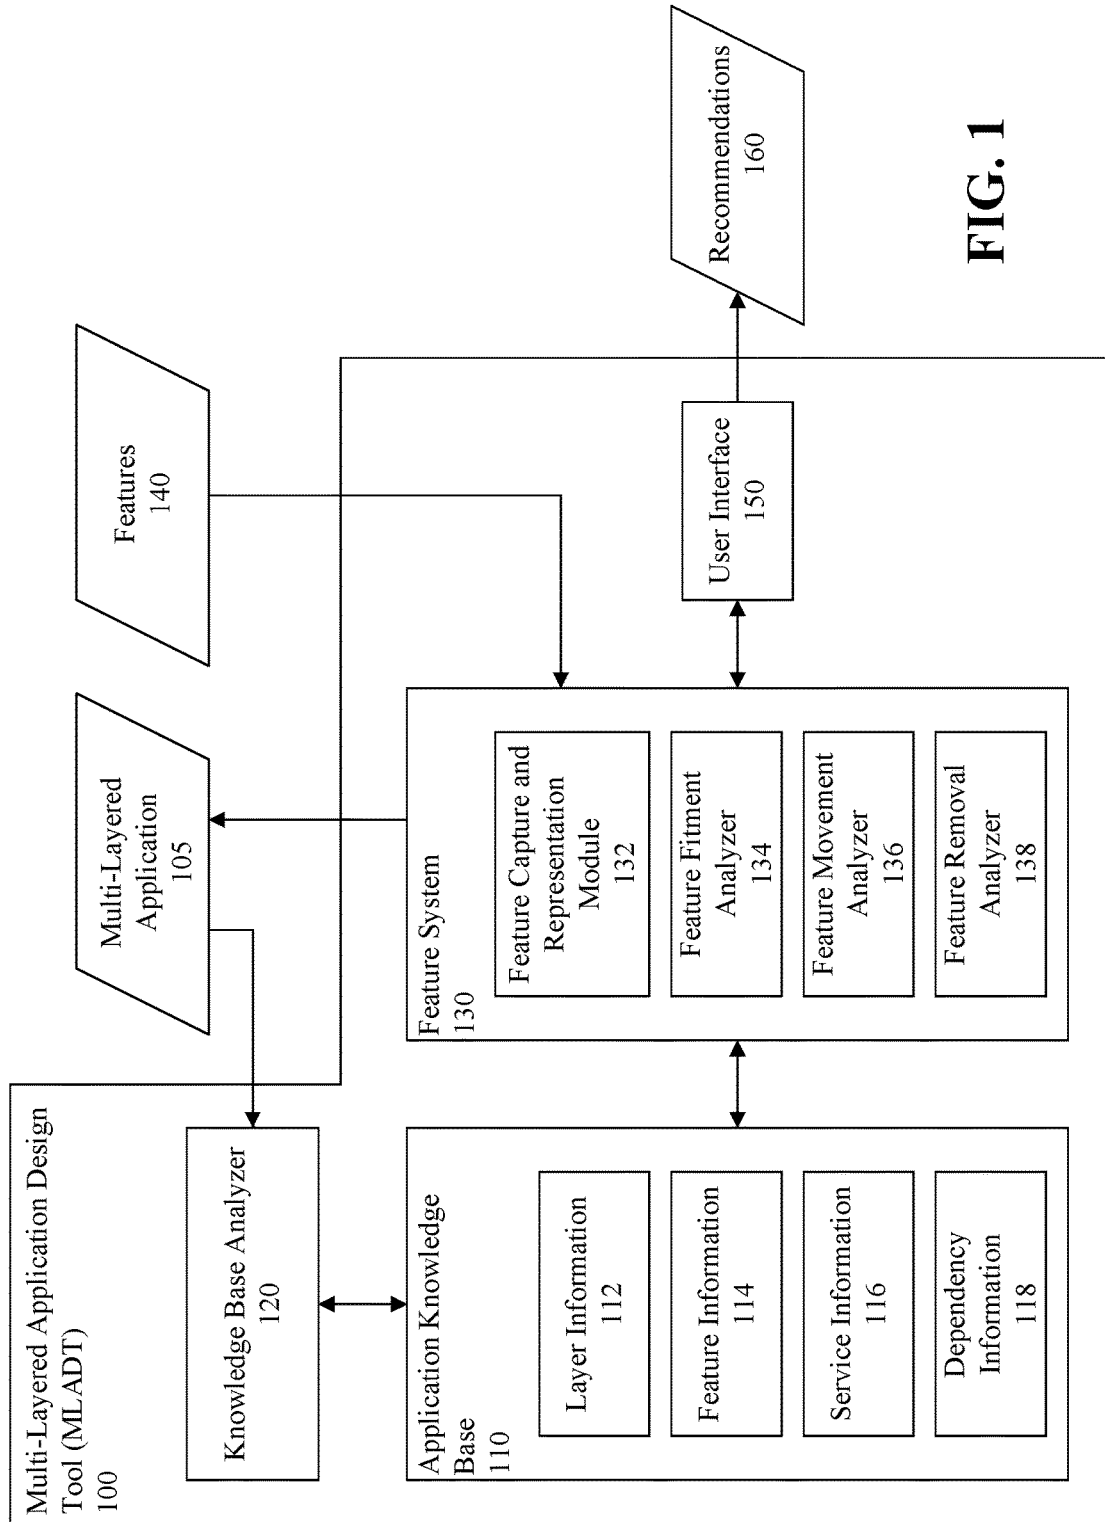 Multi-Layered Application Design
Tool (MLADT)
100
Knowledge Base Analyzer
120
Multi-Layered
Application
105
Features
140
Application Knowledge
Base
110
Layer Information
112
Feature Information
114
Service Information
116
Dependency
Information
118
Feature System
130
Feature Capture and
Representation
Module
132
Feature Fitment
Analyzer
134
Feature Movement
Analyzer
136
Feature Removal
Analyzer
138
User Interface
150
Recommendations
160
FIG. 1